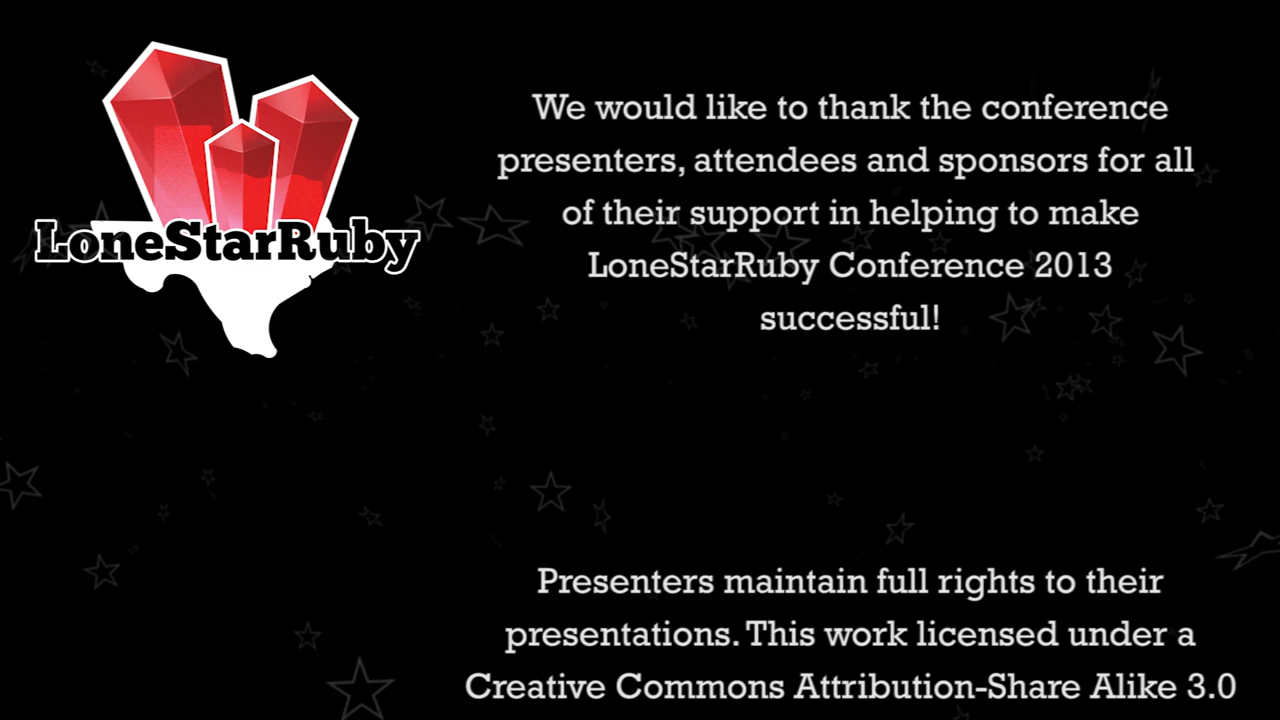 LoneStarRuby
We would like to thank the conference
presenters, attendees and sponsors for all
of their support in helping to make
LoneStarRuby Conference 2013
successful!
Presenters maintain full rights to their
presentations. This work licensed under a
Creative Commons Attribution-Share Alike 3.0